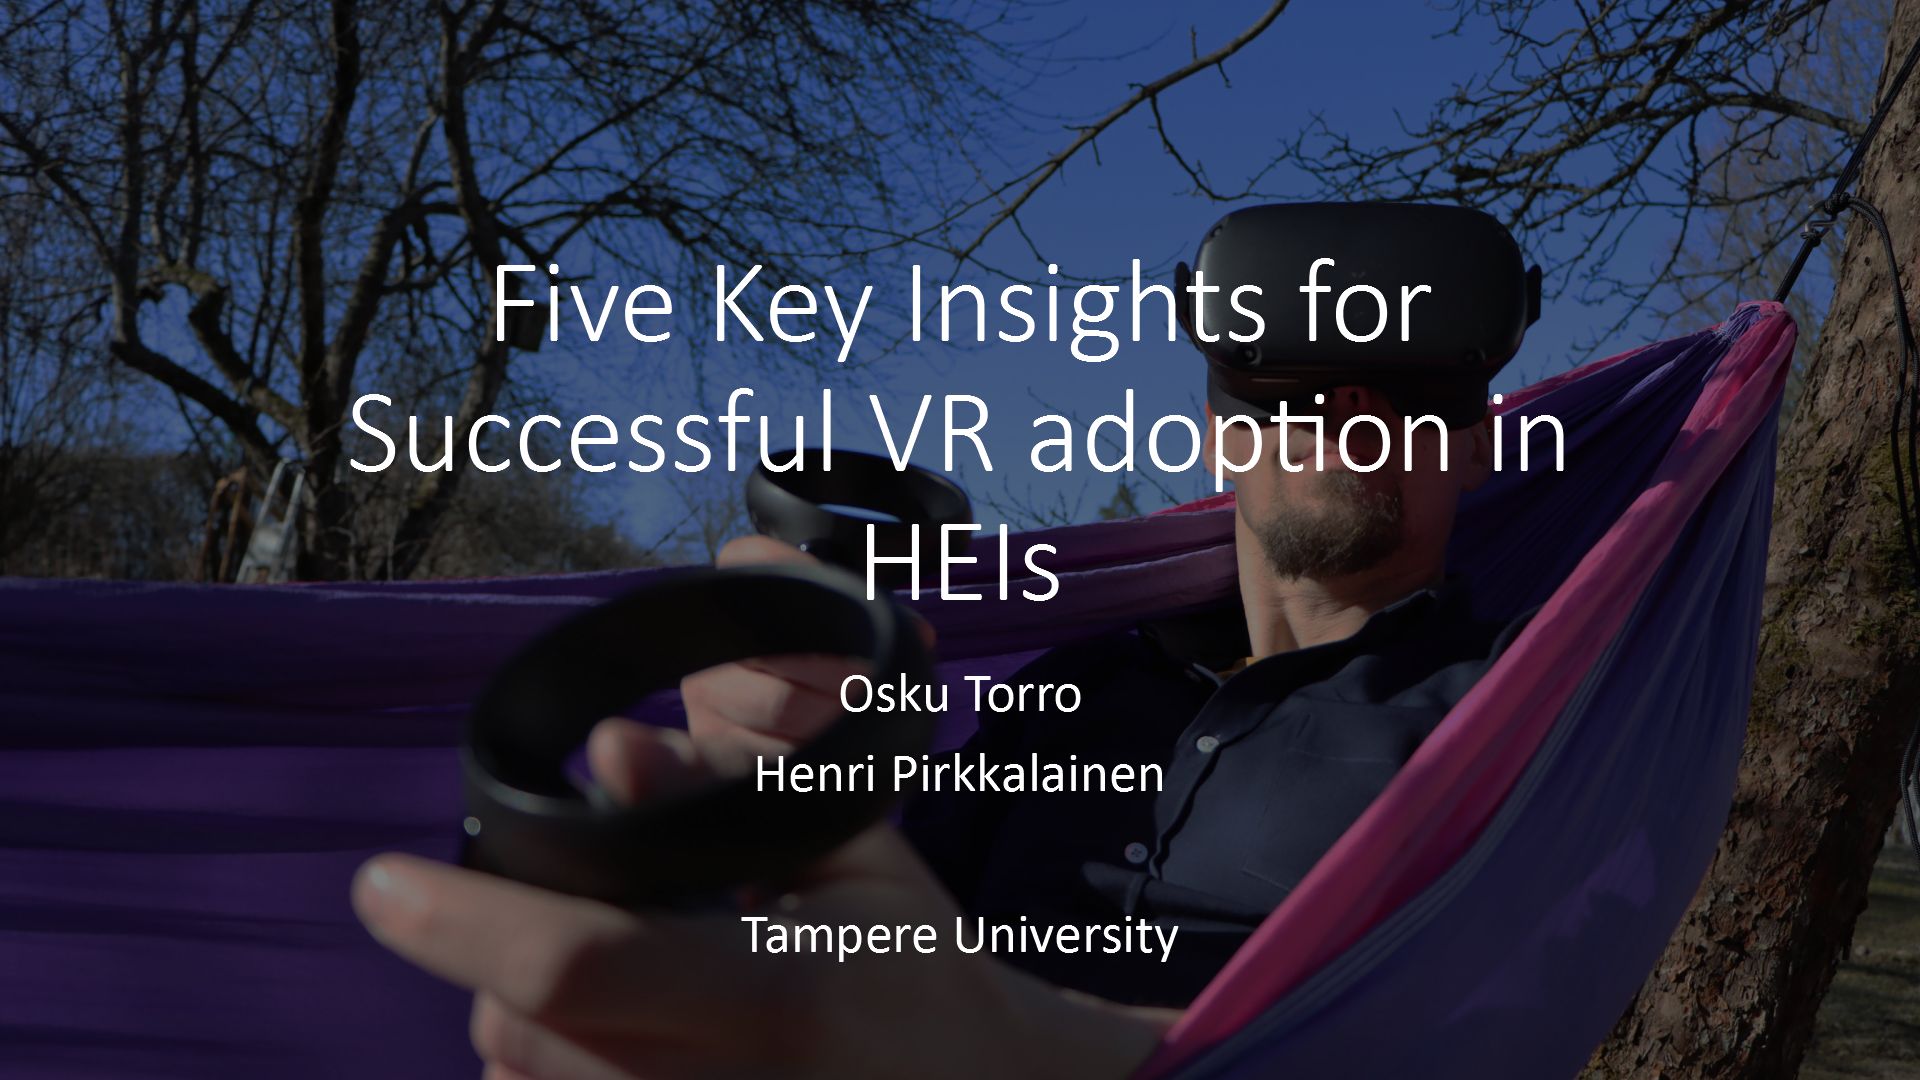 Five Key Insights for
Successful VR adoption in
HEIs
Osku Torro
Henri Pirkkalainen
Tampere University